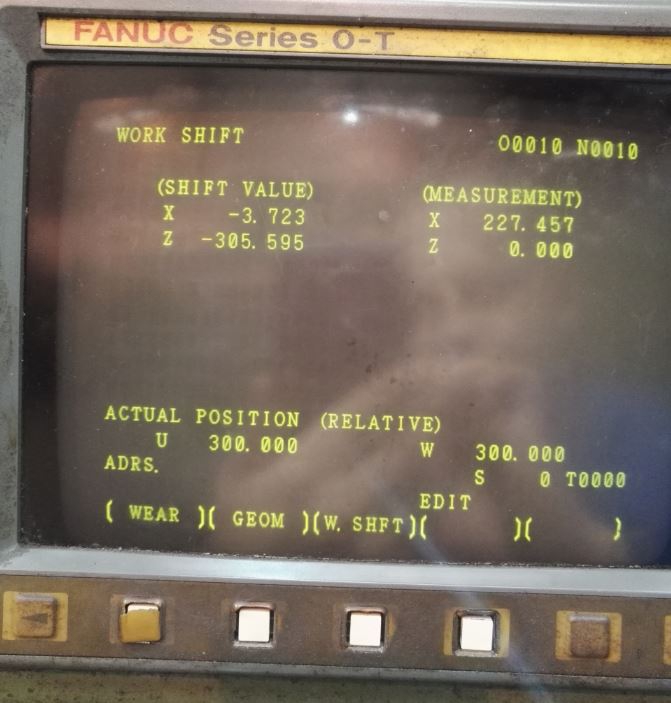 FANUC Series O-T
WORK SHIFT O0010 N0010
(SHIFT VALUE) (MEASUREMENT)
X -3.723 X 227.457
Z -305.595 Z 0.000
ACTUAL POSITION (RELATIVE)
U 300.000 W 300.000
ADRS. S 0 T0000
EDIT
( WEAR )( GEOM )(W. SHFT)( )( )